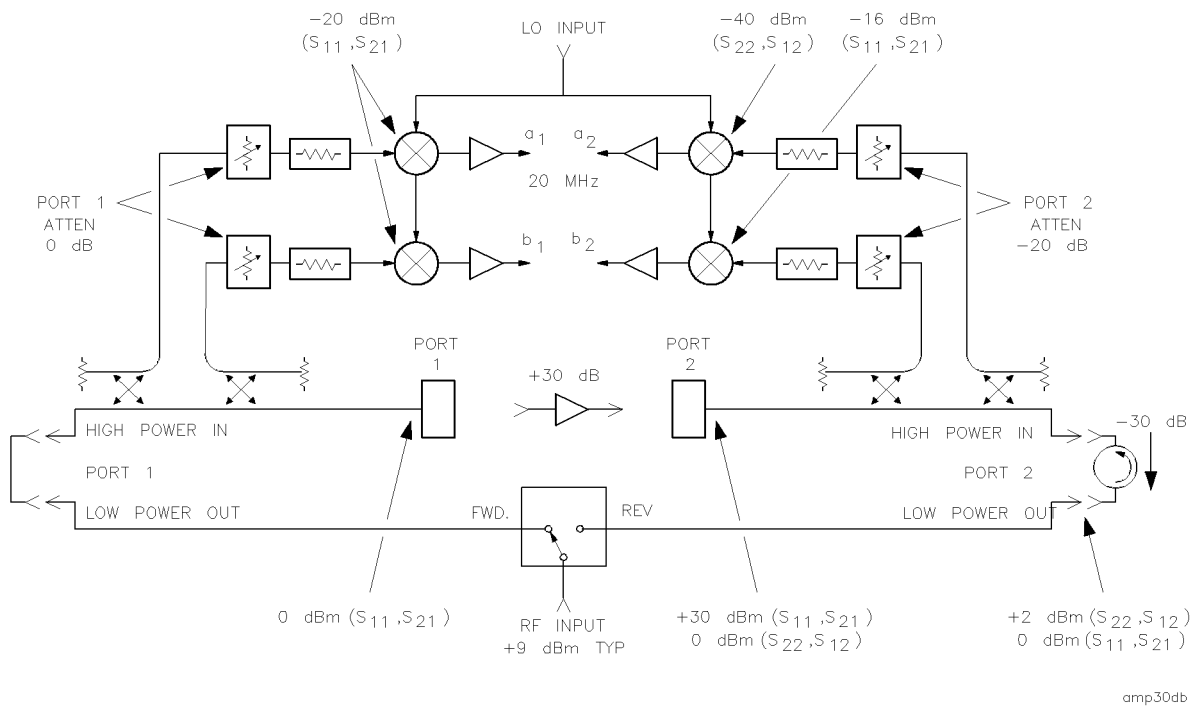 −20 dBm
(S11,S21)
LO INPUT
−40 dBm
(S22,S12)
−16 dBm
(S11,S21)
a1
a2
20 MHz
PORT 1
ATTEN
0 dB
PORT 2
ATTEN
−20 dB
b1
b2
PORT
1
+30 dB
PORT
2
HIGH POWER IN
HIGH POWER IN
−30 dB
PORT 1
PORT 2
LOW POWER OUT
FWD.
REV
LOW POWER OUT
0 dBm (S11,S21)
RF INPUT
+9 dBm TYP
+30 dBm (S11,S21)
0 dBm (S22,S12)
+2 dBm (S22,S12)
0 dBm (S11,S21)
amp30db